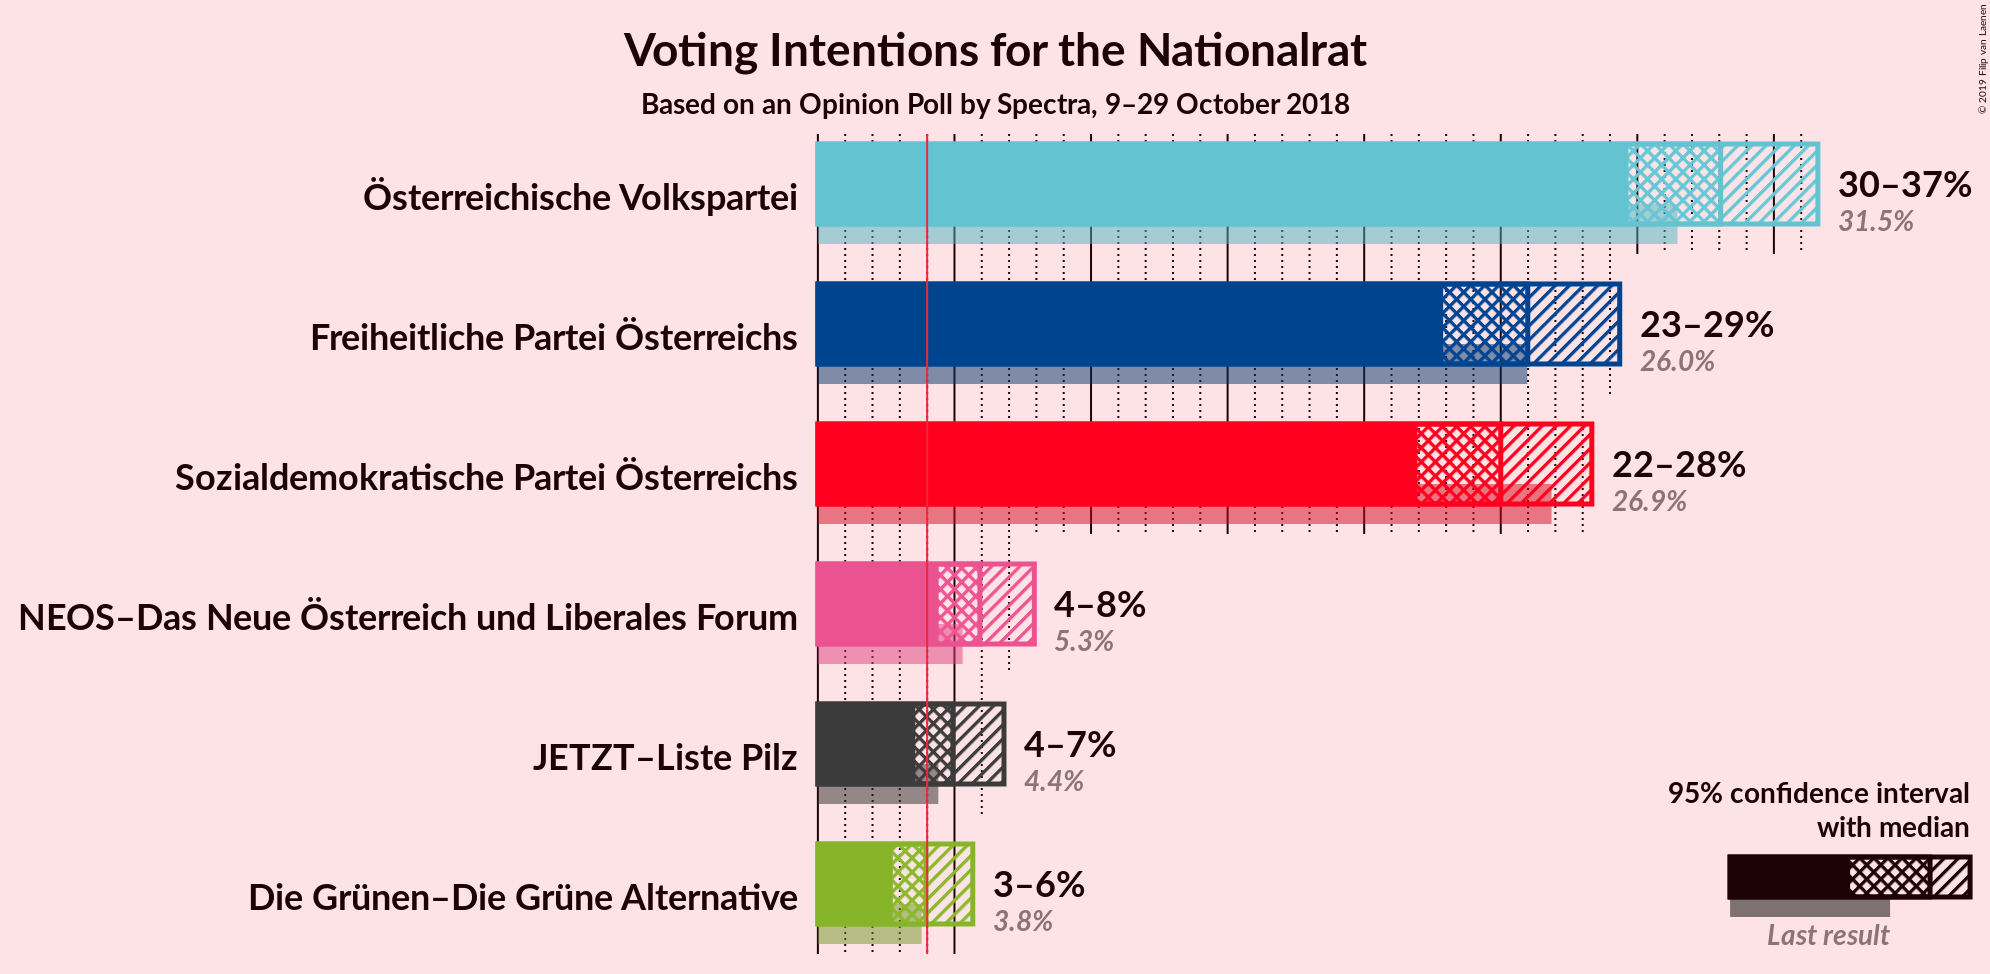 Voting Intentions for the Nationalrat
Based on an Opinion Poll by Spectra, 9–29 October 2018
© 2019 Filip van Laenen
Österreichische Volkspartei
30–37%
31.5%
Freiheitliche Partei Österreichs
23–29%
26.0%
Sozialdemokratische Partei Österreichs
22–28%
26.9%
NEOS–Das Neue Österreich und Liberales Forum
4–8%
5.3%
JETZT–Liste Pilz
4–7%
4.4%
Die Grünen–Die Grüne Alternative
3–6%
3.8%
95% confidence interval
with median
Last result